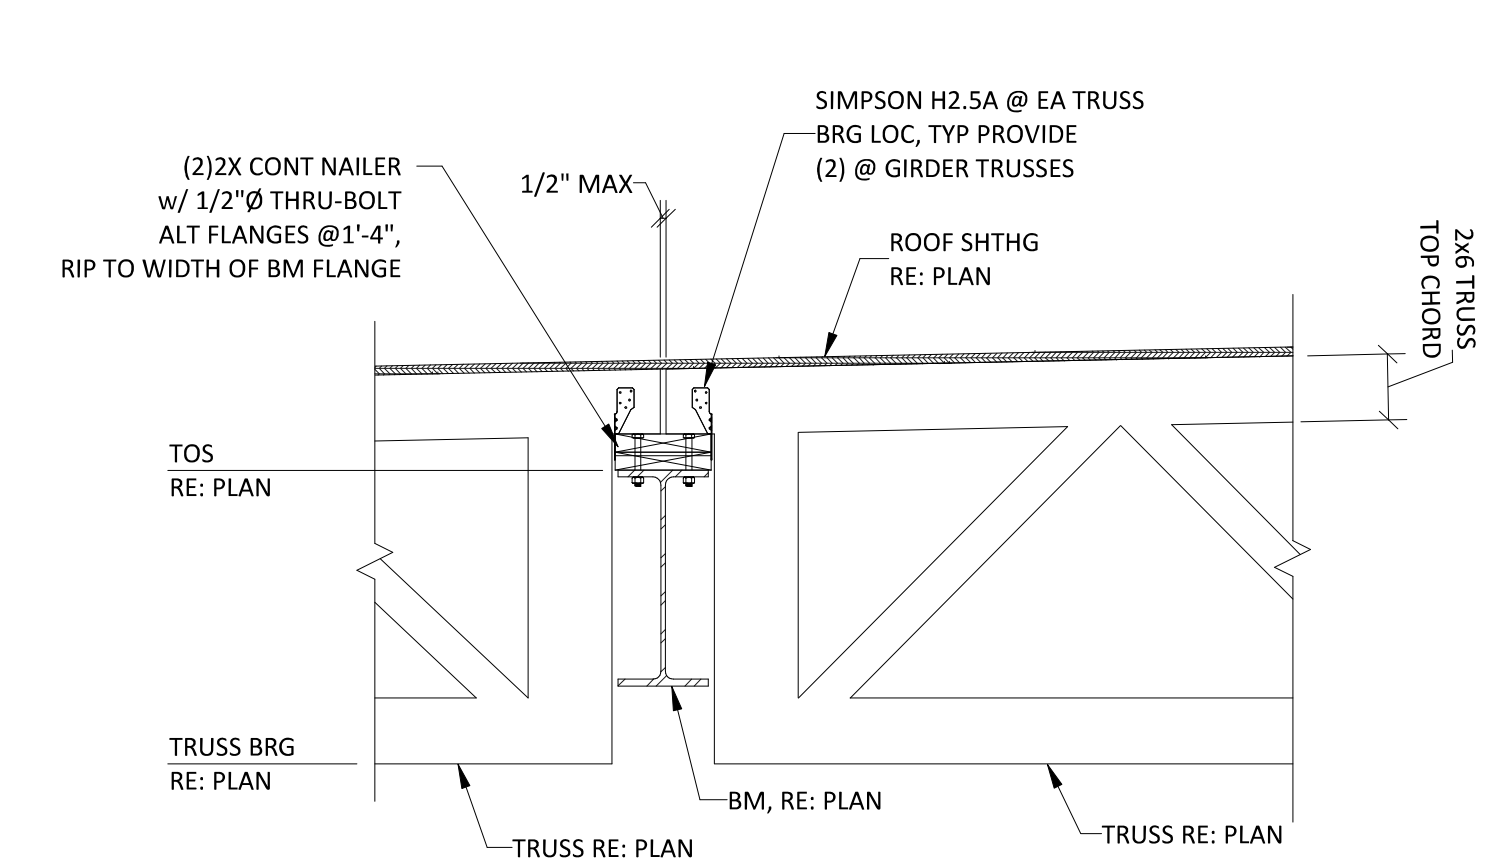 SIMPSON H2.5A @ EA TRUSS
BRG LOC, TYP PROVIDE
(2) @ GIRDER TRUSSES
(2)2X CONT NAILER
w/ 1/2"Ø THRU-BOLT
ALT FLANGES @1'-4",
RIP TO WIDTH OF BM FLANGE
1/2" MAX
ROOF SHTHG
RE: PLAN
2x6 TRUSS
TOP CHORD
TOS
RE: PLAN
TRUSS BRG
RE: PLAN
BM, RE: PLAN
TRUSS RE: PLAN
TRUSS RE: PLAN